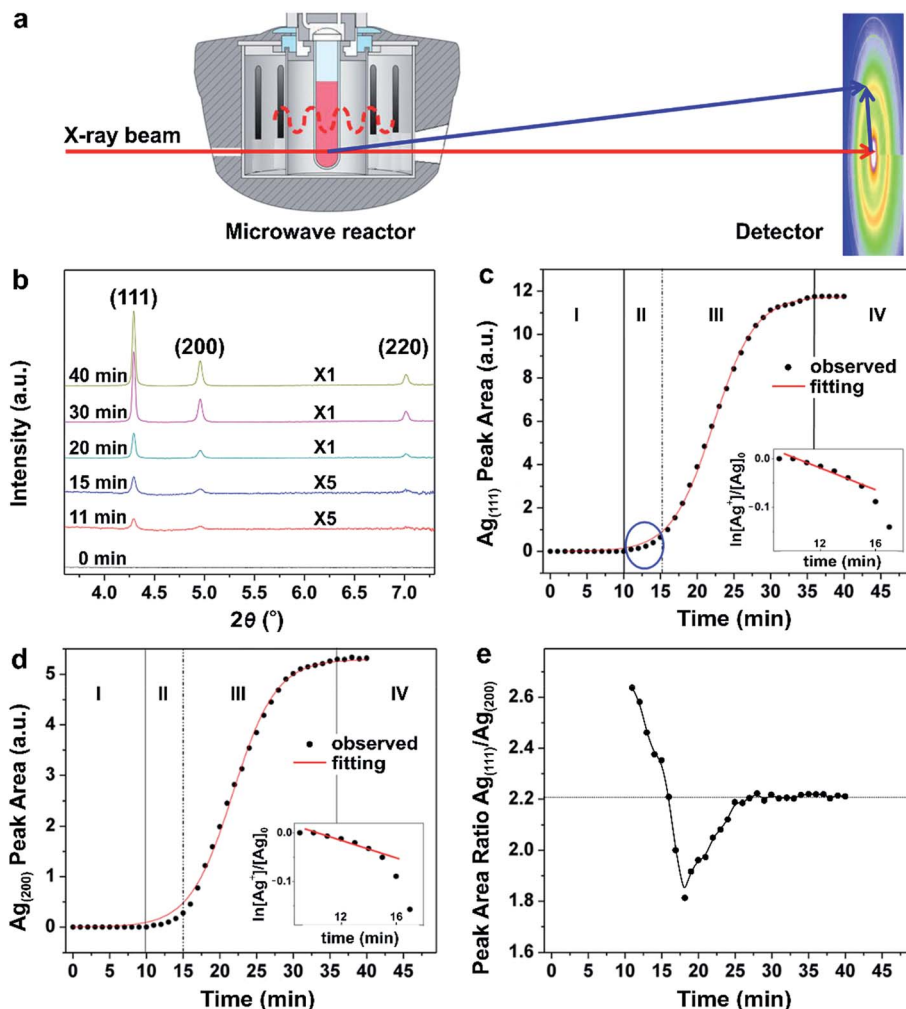 a
X-ray beam
Microwave reactor
Detector
b
(111)
(200)
(220)
40 min
X1
30 min
X1
20 min
X1
15 min
X5
11 min
X5
0 min
Intensity (a.u.)
4.0 4.5 5.0 5.5 6.0 6.5 7.0
2θ (°)
c
12
10
8
6
4
2
0
Ag(111) Peak Area (a.u.)
I
II
III
IV
observed
fitting
0.0
-0.1
ln[Ag+]/[Ag]0
12 16
time (min)
0 5 10 15 20 25 30 35 40 45
Time (min)
d
5
4
3
2
1
0
Ag(200) Peak Area (a.u.)
I
II
III
IV
observed
fitting
0.0
-0.1
ln[Ag+]/[Ag]0
12 16
time (min)
0 5 10 15 20 25 30 35 40 45
Time (min)
e
2.6
2.4
2.2
2.0
1.8
1.6
Peak Area Ratio Ag(111)/Ag(200)
0 5 10 15 20 25 30 35 40 45
Time (min)